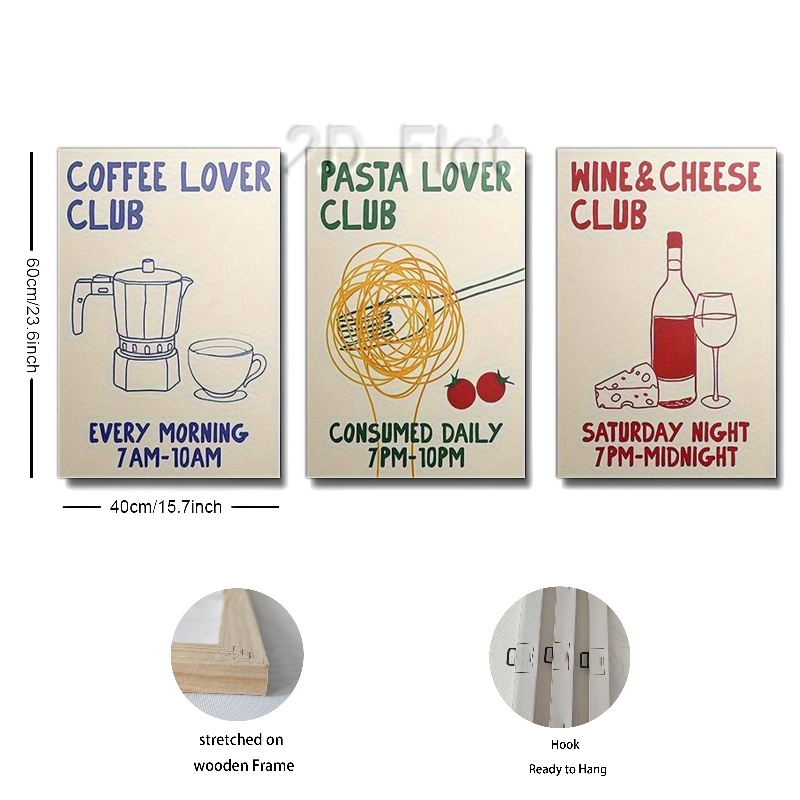 2D Flat
COFFEE LOVER
CLUB
EVERY MORNING
7AM-10AM
PASTA LOVER
CLUB
CONSUMED DAILY
7PM-10PM
WINE & CHEESE
CLUB
SATURDAY NIGHT
7PM-MIDNIGHT
60cm/23.6inch
40cm/15.7inch
stretched on
wooden Frame
Hook
Ready to Hang